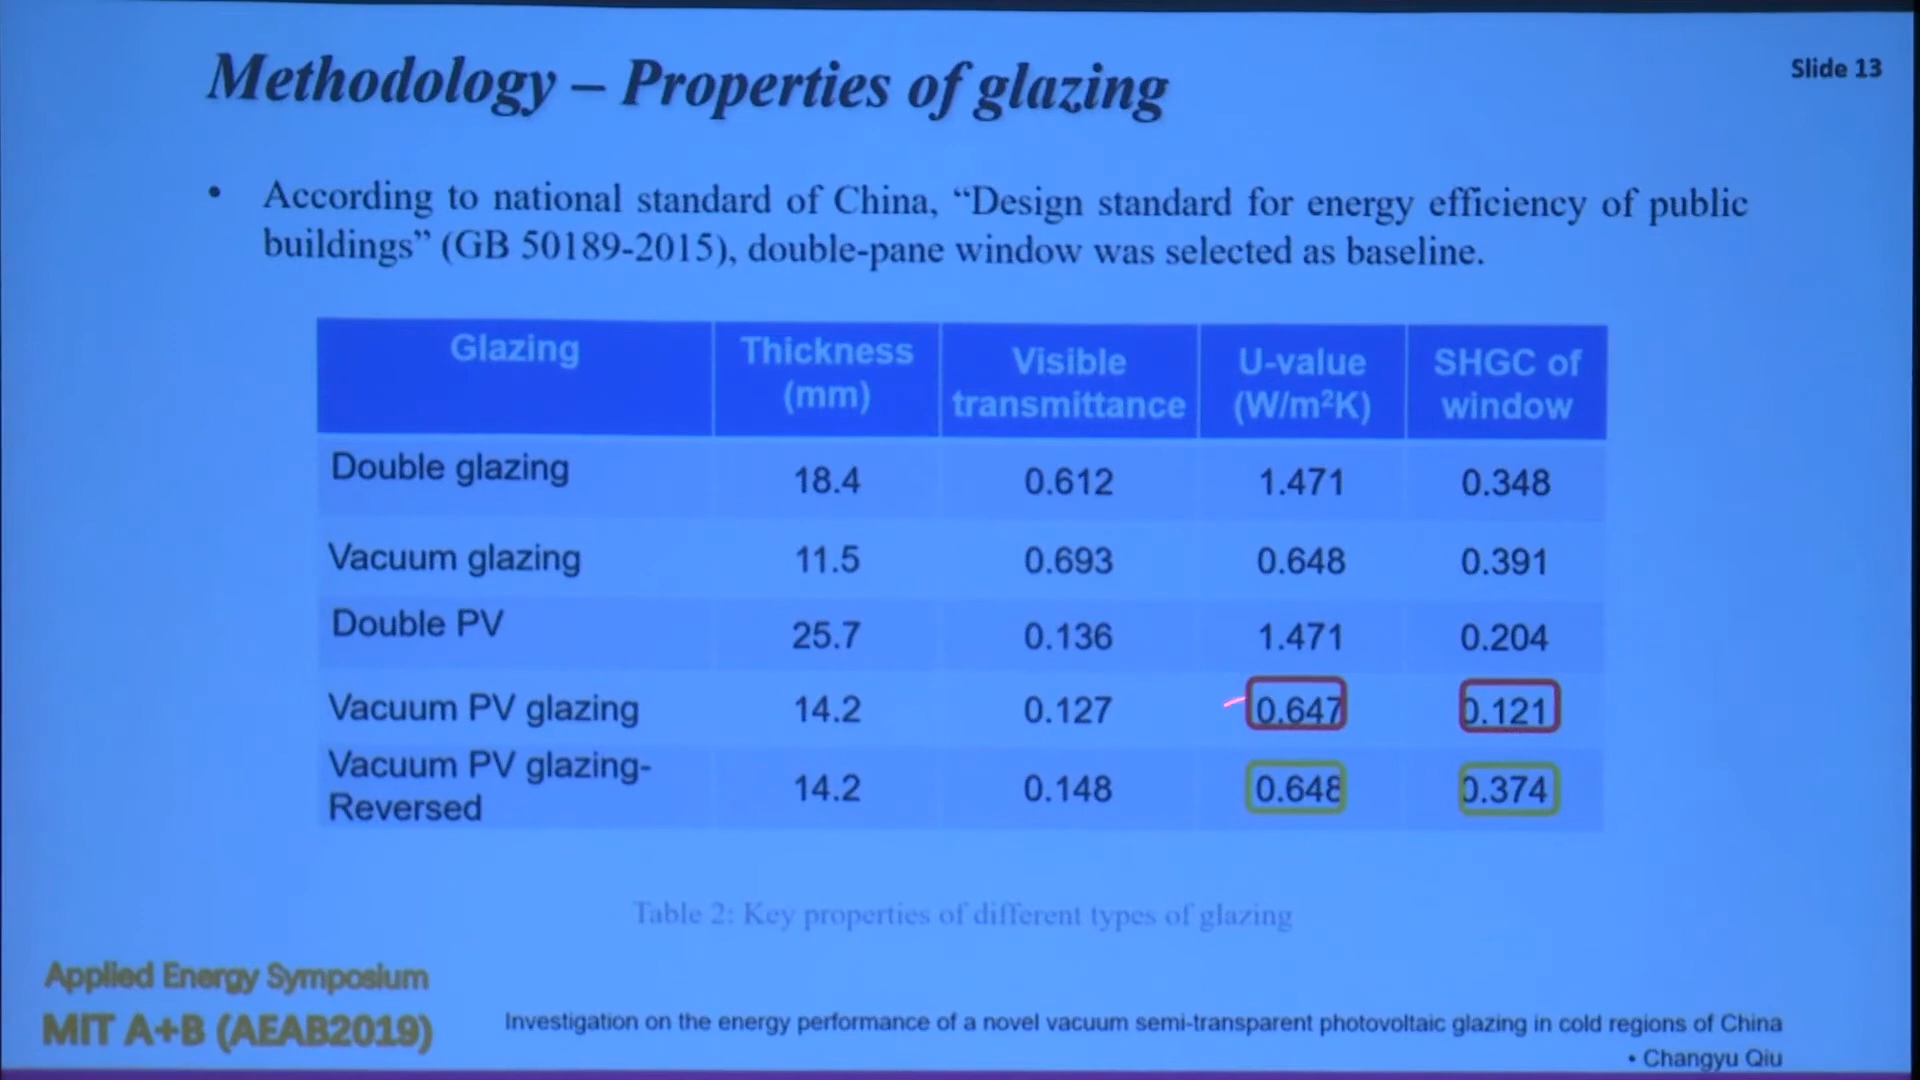 Methodology – Properties of glazing
Slide 13
• According to national standard of China, “Design standard for energy efficiency of public
buildings” (GB 50189-2015), double-pane window was selected as baseline.
Glazing Thickness (mm) Visible transmittance U-value (W/m²K) SHGC of window
Double glazing 18.4 0.612 1.471 0.348
Vacuum glazing 11.5 0.693 0.648 0.391
Double PV 25.7 0.136 1.471 0.204
Vacuum PV glazing 14.2 0.127 0.647 0.121
Vacuum PV glazing-
Reversed 14.2 0.148 0.648 0.374
Table 2: Key properties of different types of glazing
Applied Energy Symposium
MIT A+B (AEAB2019)
Investigation on the energy performance of a novel vacuum semi-transparent photovoltaic glazing in cold regions of China
• Changyu Qiu